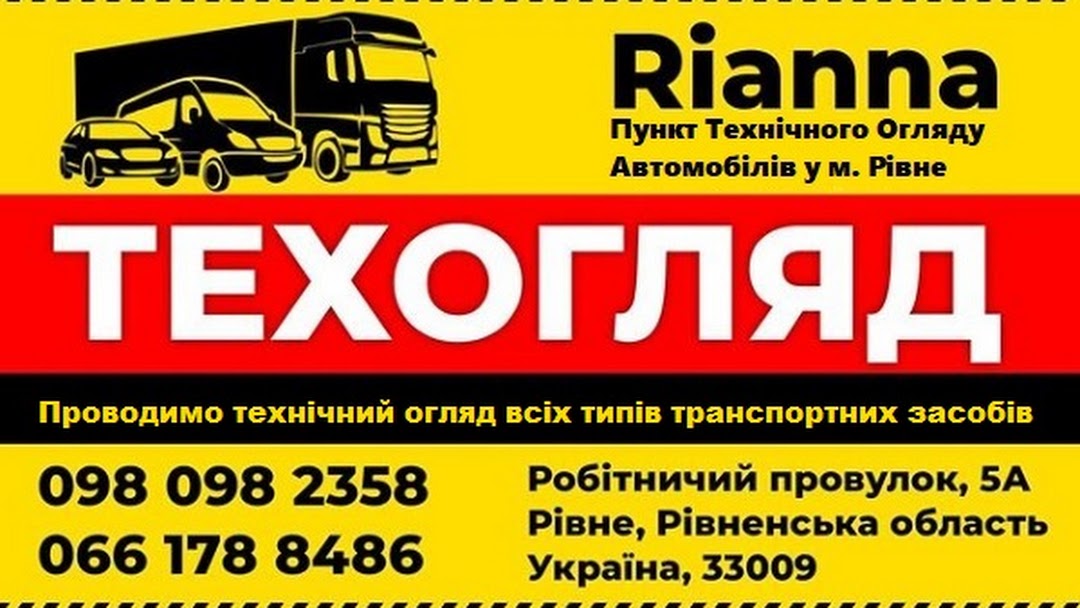 Rianna
Пункт Технічного Огляду
Автомобілів у м. Рівне
ТЕХОГЛЯД
Проводимо технічний огляд всіх типів транспортних засобів
098 098 2358
066 178 8486
Робітничий провулок, 5А
Рівне, Рівненська область
Україна, 33009